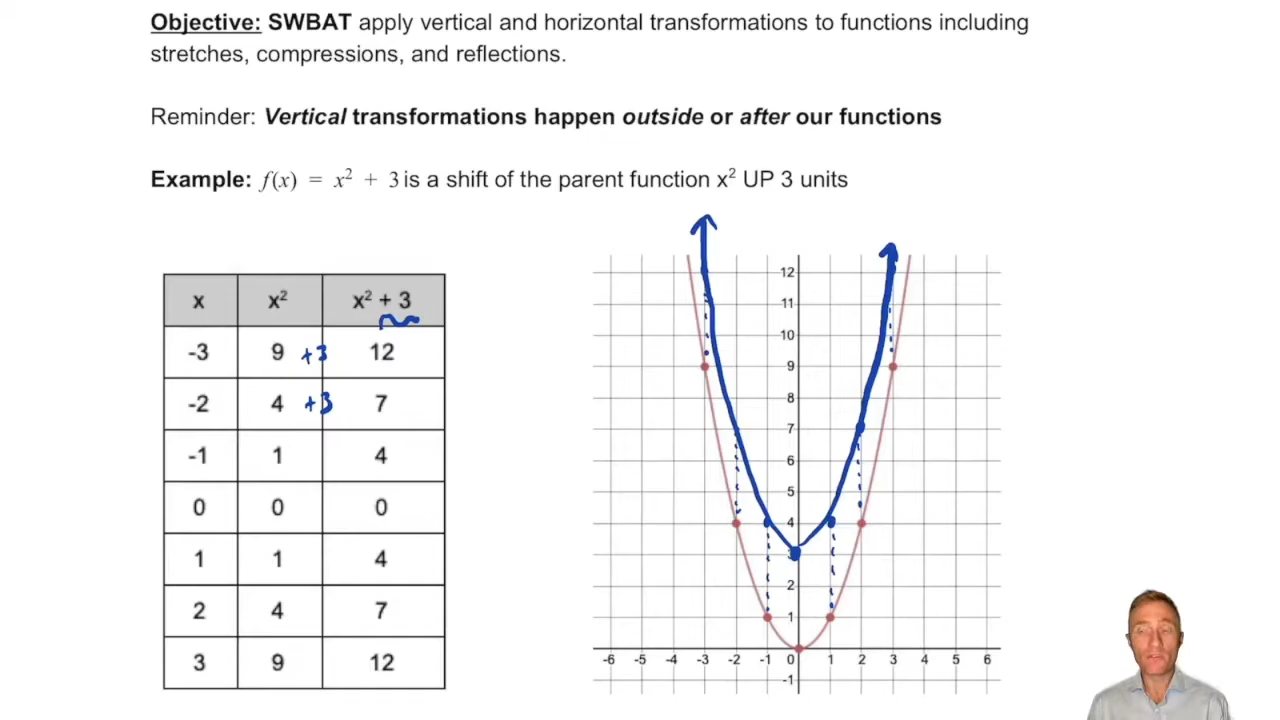 Objective: SWBAT apply vertical and horizontal transformations to functions including
stretches, compressions, and reflections.
Reminder: Vertical transformations happen outside or after our functions
Example: f(x) = x² + 3 is a shift of the parent function x² UP 3 units
x x² x² + 3
-3 9 +3 12
-2 4 +3 7
-1 1 4
0 0 0
1 1 4
2 4 7
3 9 12
12
11
10
9
8
7
6
5
4
2
1
-6 -5 -4 -3 -2 -1 0 1 2 3 4 5 6
-1